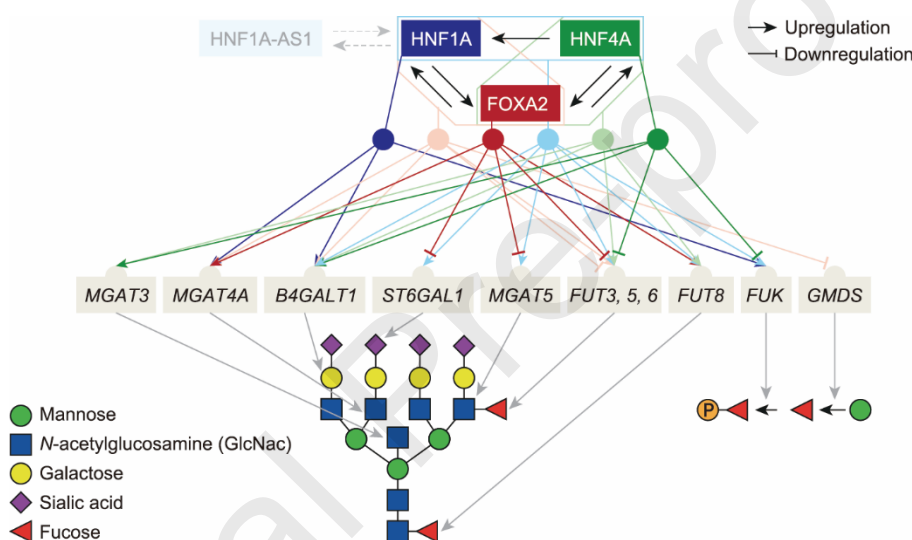 HNF1A-AS1
HNF1A
HNF4A
Upregulation
Downregulation
FOXA2
MGAT3
MGAT4A
B4GALT1
ST6GAL1
MGAT5
FUT3, 5, 6
FUT8
FUK
GMDS
P
Mannose
N-acetylglucosamine (GlcNac)
Galactose
Sialic acid
Fucose